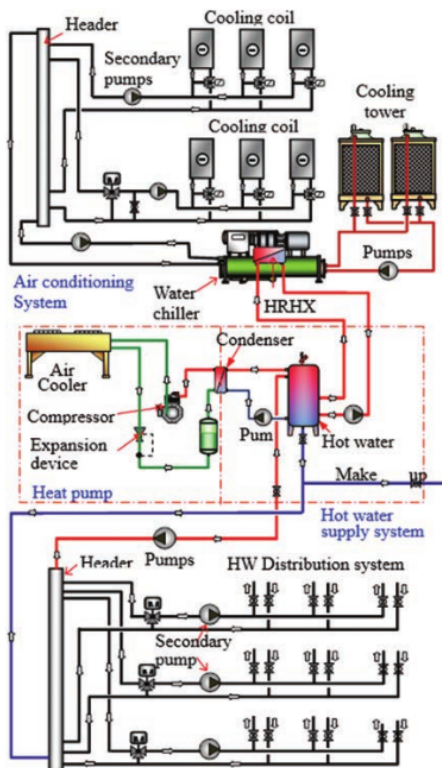 Header
Secondary
pumps
Cooling coil
Cooling
tower
Cooling coil
Pumps
Air conditioning
System
Water
chiller
HRHX
Condenser
Air
Cooler
Compressor
Expansion
device
Pum
Hot water
Make up
Heat pump
Hot water
supply system
Pumps
Header
HW Distribution system
Secondary
pump